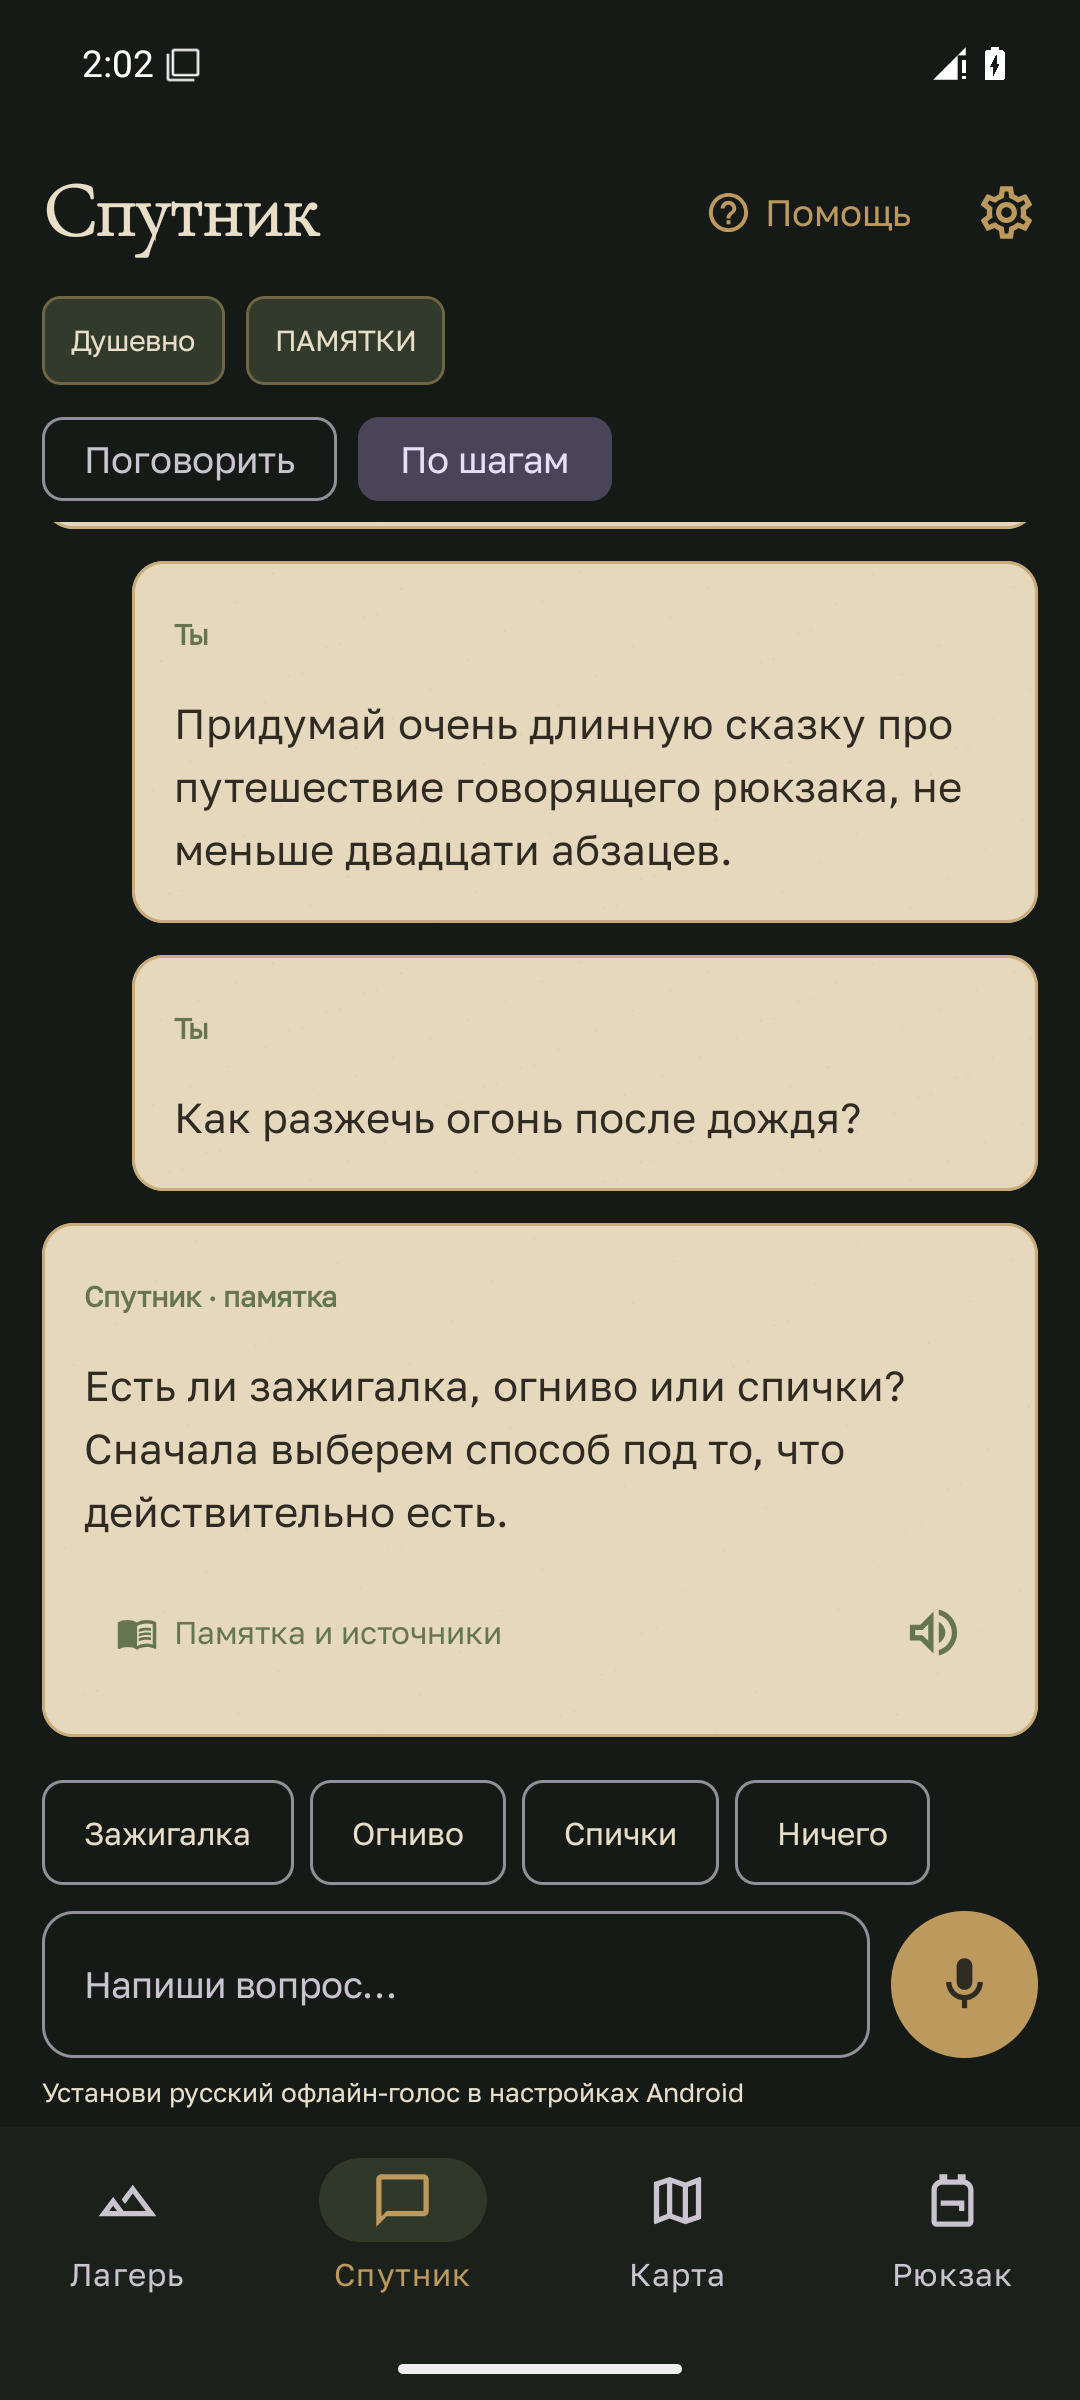 2:02
Спутник
Помощь
Душевно
ПАМЯТКИ
Поговорить
По шагам
Ты
Придумай очень длинную сказку про
путешествие говорящего рюкзака, не
меньше двадцати абзацев.
Ты
Как разжечь огонь после дождя?
Спутник · памятка
Есть ли зажигалка, огниво или спички?
Сначала выберем способ под то, что
действительно есть.
Памятка и источники
Зажигалка
Огниво
Спички
Ничего
Напиши вопрос...
Установи русский офлайн-голос в настройках Android
Лагерь
Спутник
Карта
Рюкзак